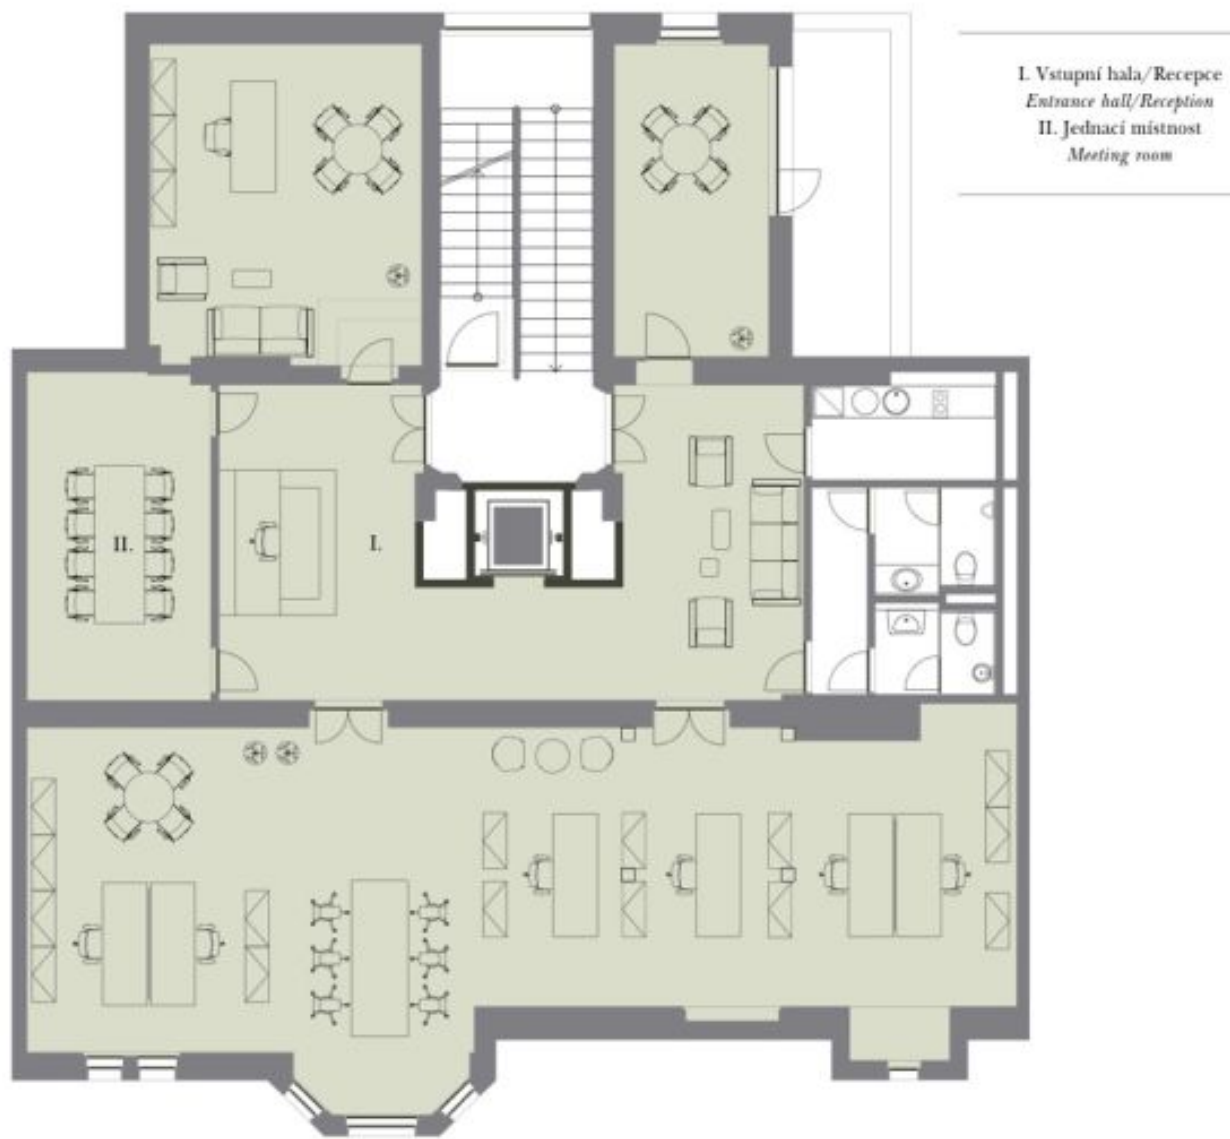 I. Vstupní hala/Recepce
Entrance hall/Reception
II. Jednací místnost
Meeting room
II.
I.